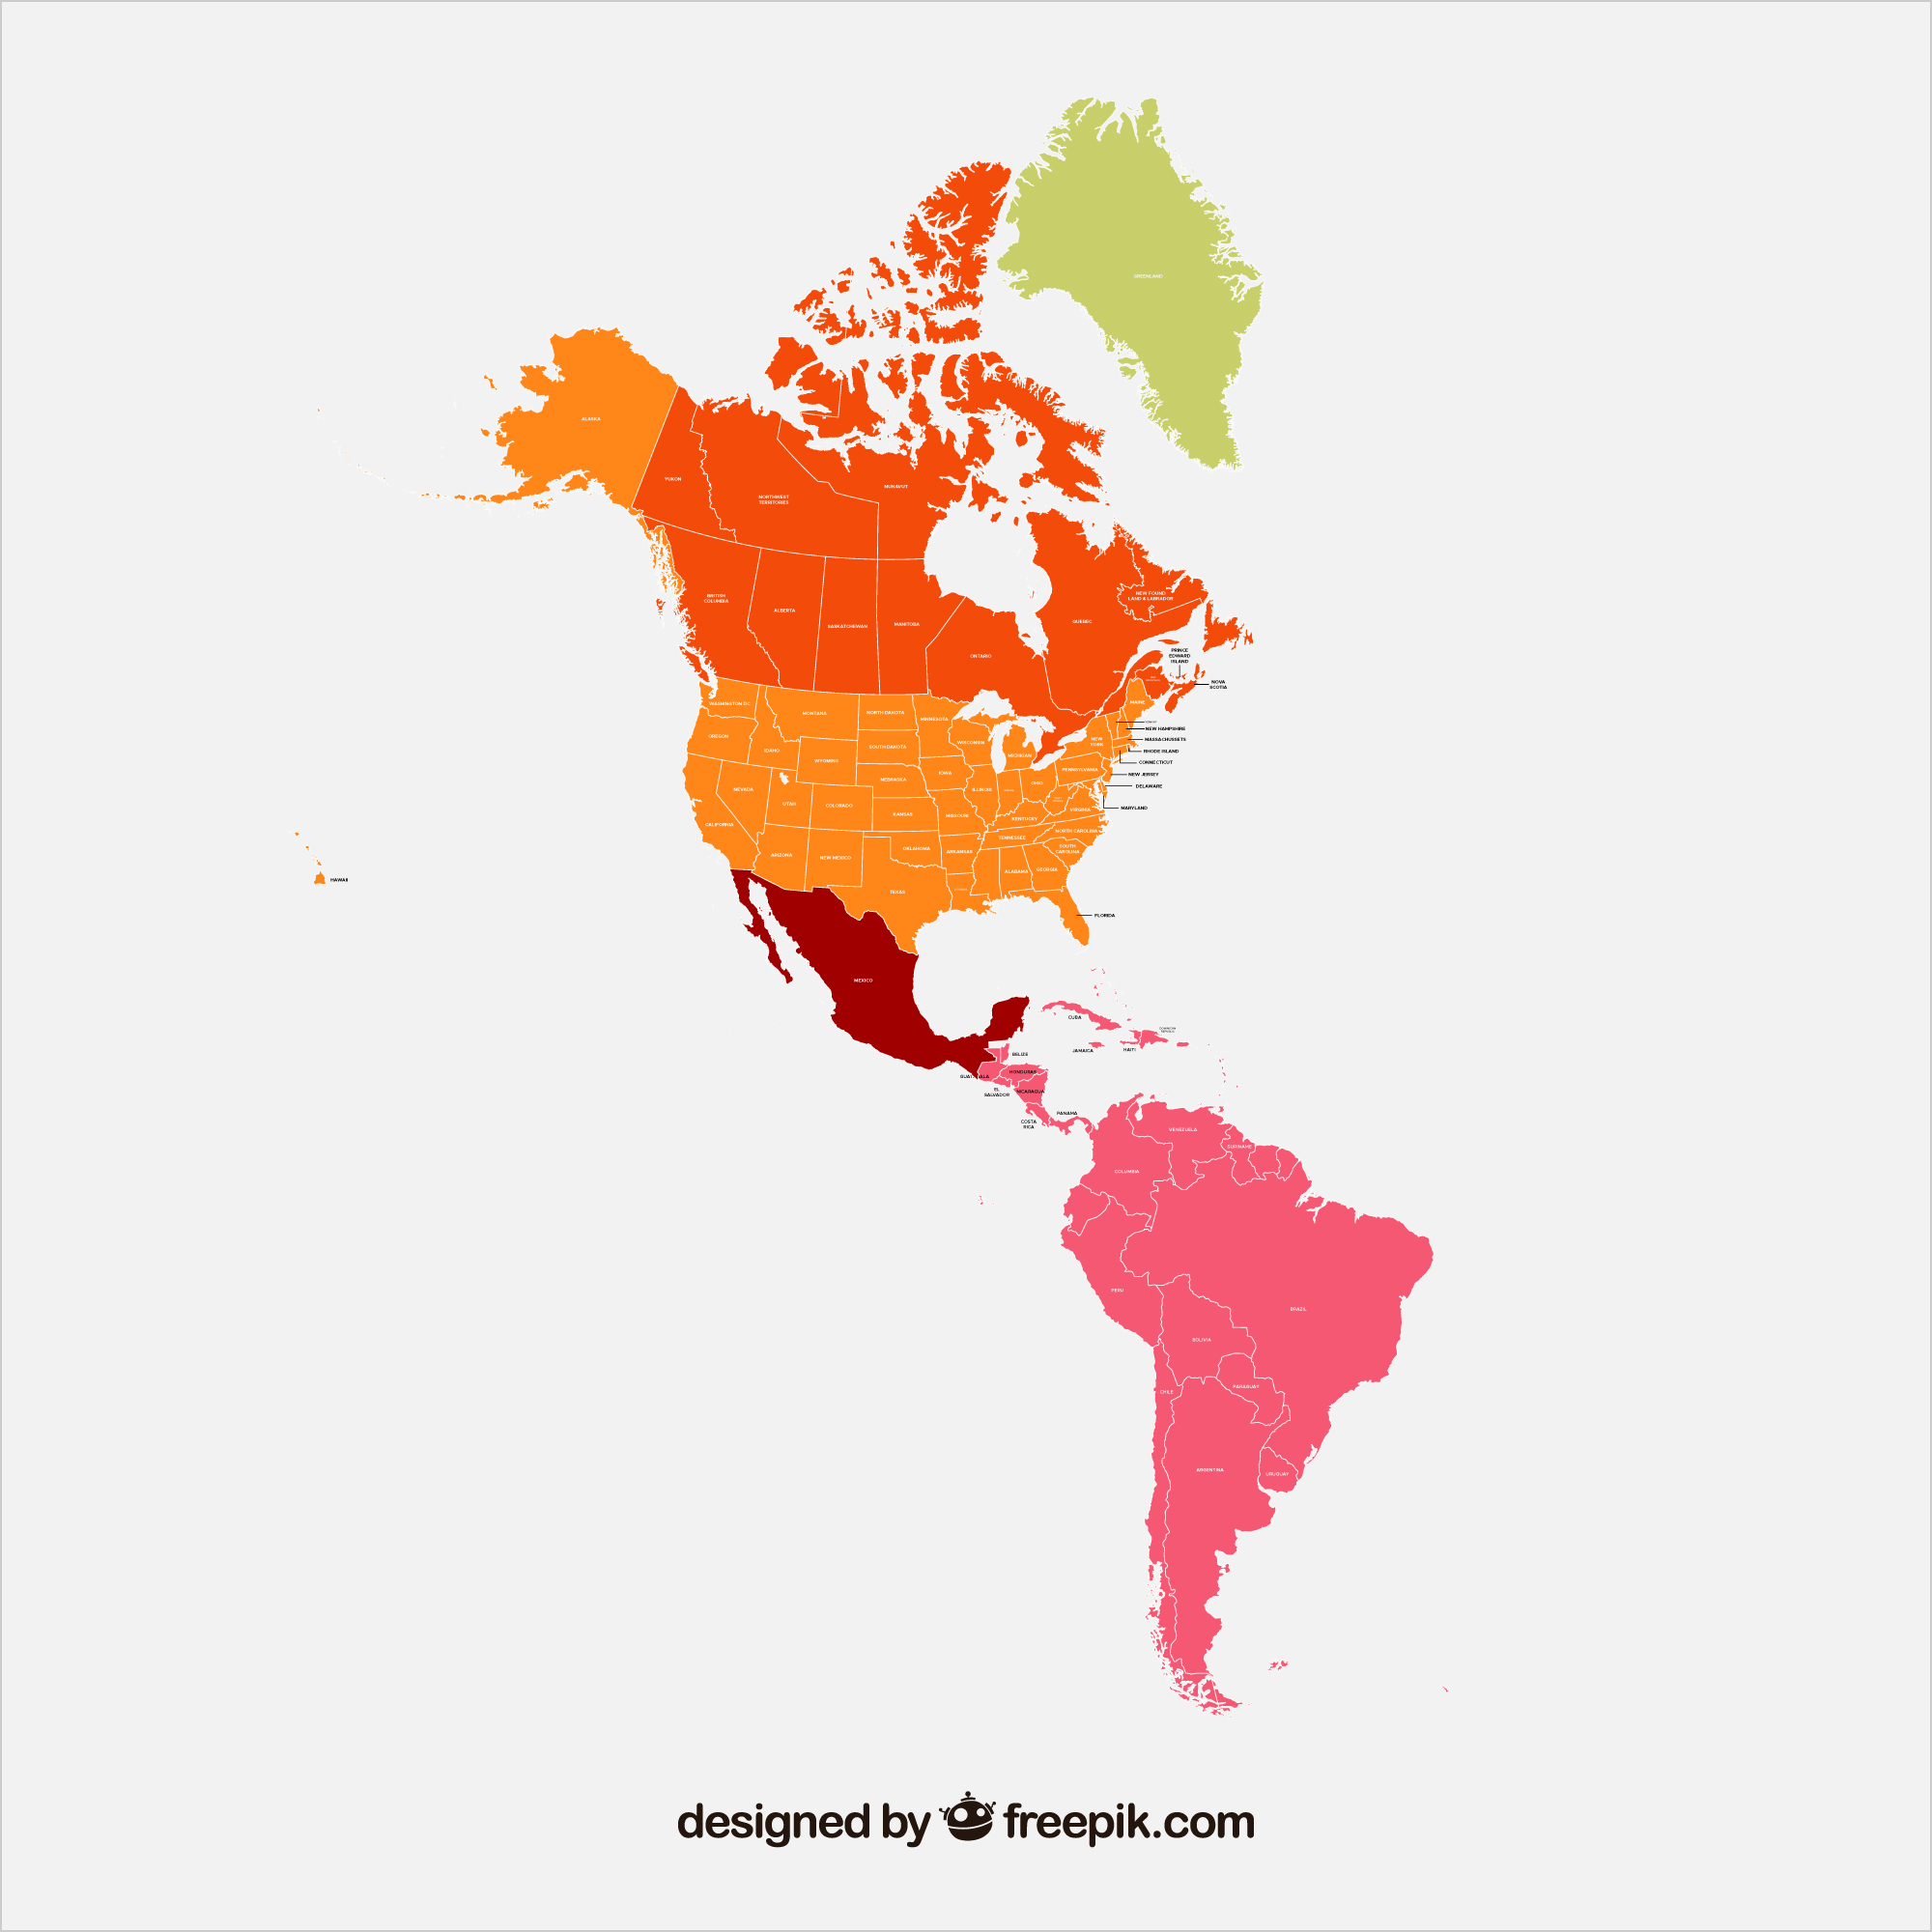 GREENLAND
ALASKA
YUKON
NORTHWEST
TERRITORIES
NUNAVUT
BRITISH
COLUMBIA
ALBERTA
SASKATCHEWAN
MANITOBA
ONTARIO
QUEBEC
NEW FOUND
LAND & LABRADOR
PRINCE
EDWARD
ISLAND
NOVA
SCOTIA
WASHINGTON DC
MONTANA
NORTH DAKOTA
MINNESOTA
MAINE
OREGON
IDAHO
WYOMING
SOUTH DAKOTA
WISCONSIN
MICHIGAN
NEW
YORK
NEW HAMPSHIRE
MASSACHUSSETS
RHODE ISLAND
CONNECTICUT
NEW JERSEY
DELAWARE
MARYLAND
NEVADA
UTAH
COLORADO
NEBRASKA
IOWA
ILLINOIS
OHIO
PENNSYLVANIA
CALIFORNIA
KANSAS
MISSOURI
KENTUCKY
VIRGINIA
ARIZONA
NEW MEXICO
OKLAHOMA
ARKANSAS
TENNESSEE
NORTH CAROLINA
SOUTH
CAROLINA
TEXAS
ALABAMA
GEORGIA
FLORIDA
HAWAII
MEXICO
CUBA
JAMAICA
HAITI
BELIZE
GUATEMALA
HONDURAS
EL
SALVADOR
NICARAGUA
COSTA
RICA
PANAMA
VENEZUELA
SURINAME
COLUMBIA
PERU
BRAZIL
BOLIVIA
CHILE
PARAGUAY
ARGENTINA
URUGUAY
designed by freepik.com